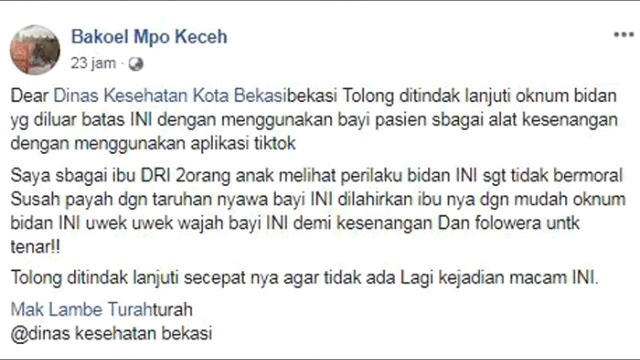 Bakoel Mpo Keceh
23 jam ·
Dear Dinas Kesehatan Kota Bekasibekasi Tolong ditindak lanjuti oknum bidan
yg diluar batas INI dengan menggunakan bayi pasien sbagai alat kesenangan
dengan menggunakan aplikasi tiktok
Saya sbagai ibu DRI 2orang anak melihat perilaku bidan INI sgt tidak bermoral
Susah payah dgn taruhan nyawa bayi INI dilahirkan ibu nya dgn mudah oknum
bidan INI uwek uwek wajah bayi INI demi kesenangan Dan folowera untk
tenar!!
Tolong ditindak lanjuti secepat nya agar tidak ada Lagi kejadian macam INI.
Mak Lambe Turahturah
@dinas kesehatan bekasi